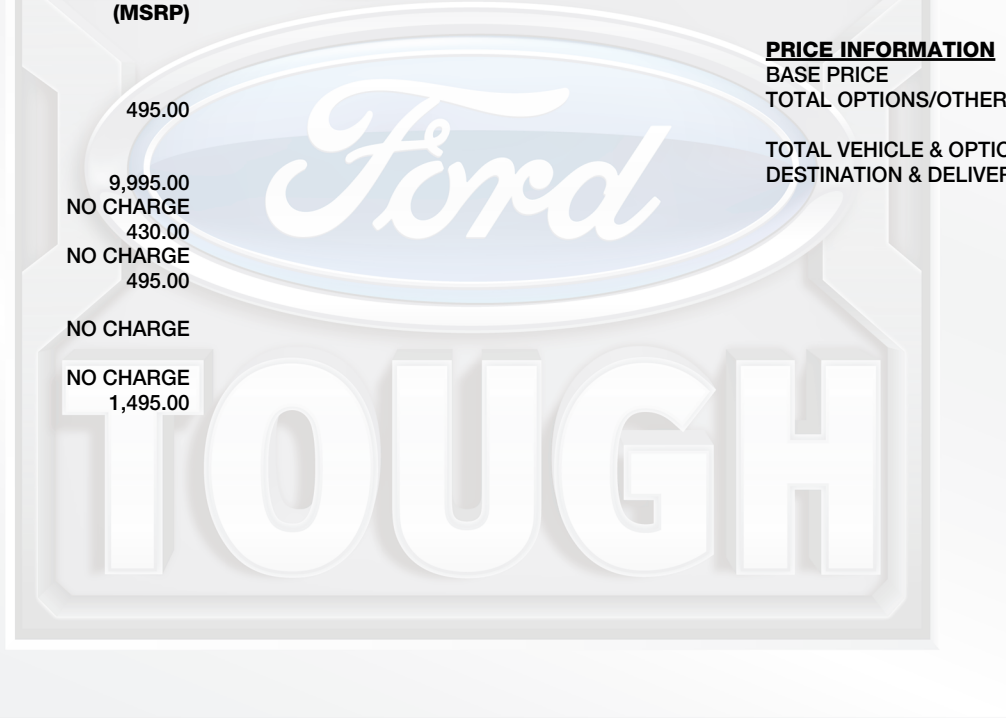 (MSRP)
495.00
9,995.00
NO CHARGE
430.00
NO CHARGE
495.00
NO CHARGE
NO CHARGE
1,495.00
PRICE INFORMATION
BASE PRICE
TOTAL OPTIONS/OTHER
TOTAL VEHICLE & OPTIO
DESTINATION & DELIVER
Ford
TOUGH